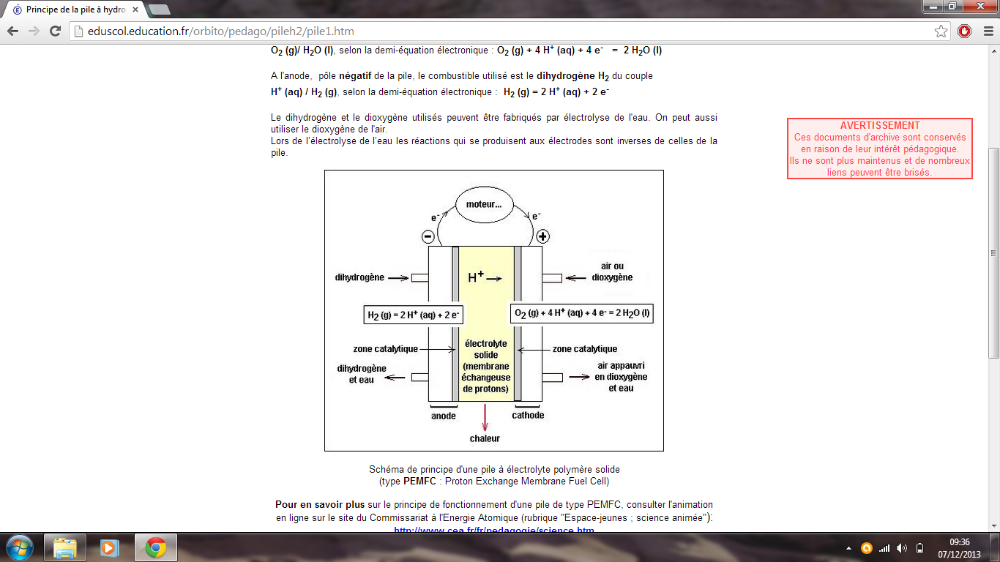 Principe de la pile à hydro
eduscol.education.fr/orbito/pedago/pileh2/pile1.htm
O2 (g)/ H2O (l), selon la demi-équation électronique : O2 (g) + 4 H+ (aq) + 4 e- = 2 H2O (l)
A l'anode, pôle négatif de la pile, le combustible utilisé est le dihydrogène H2 du couple
H+ (aq) / H2 (g), selon la demi-équation électronique : H2 (g) = 2 H+ (aq) + 2 e-
Le dihydrogène et le dioxygène utilisés peuvent être fabriqués par électrolyse de l'eau. On peut aussi
utiliser le dioxygène de l'air.
Lors de l'électrolyse de l'eau les réactions qui se produisent aux électrodes sont inverses de celles de la
pile.
AVERTISSEMENT
Ces documents d'archive sont conservés
en raison de leur intérêt pédagogique.
Ils ne sont plus maintenus et de nombreux
liens peuvent être brisés.
moteur...
e-
e-
−
+
dihydrogène
H+
air ou
dioxygène
H2 (g) = 2 H+ (aq) + 2 e-
O2 (g) + 4 H+ (aq) + 4 e- = 2 H2O (l)
zone catalytique
électrolyte
solide
(membrane
échangeuse
de protons)
zone catalytique
dihydrogène
et eau
air appauvri
en dioxygène
et eau
anode
cathode
chaleur
Schéma de principe d'une pile à électrolyte polymère solide
(type PEMFC : Proton Exchange Membrane Fuel Cell)
Pour en savoir plus sur le principe de fonctionnement d'une pile de type PEMFC, consulter l'animation
en ligne sur le site du Commissariat à l'Energie Atomique (rubrique "Espace-jeunes ; science animée"):
http://www.cea.fr/fr/pedagogie/science.htm
09:36
07/12/2013